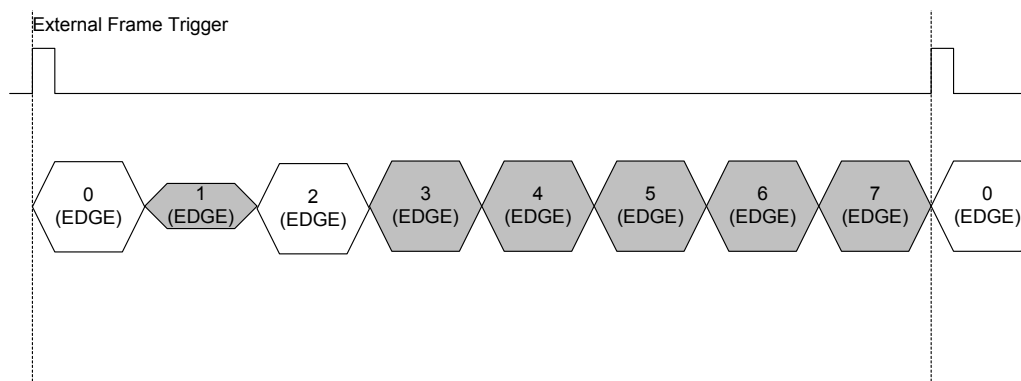 External Frame Trigger
0
(EDGE)
1
(EDGE)
2
(EDGE)
3
(EDGE)
4
(EDGE)
5
(EDGE)
6
(EDGE)
7
(EDGE)
0
(EDGE)